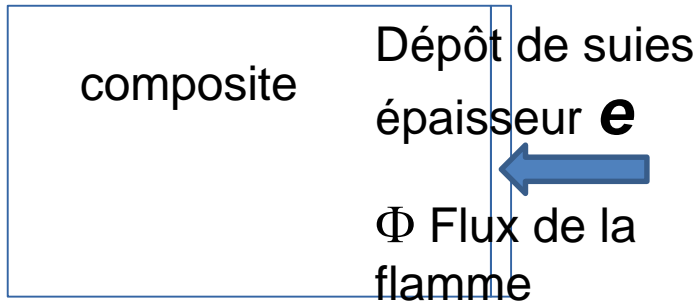 composite
Dépôt de suies
épaisseur e
Φ Flux de la
flamme